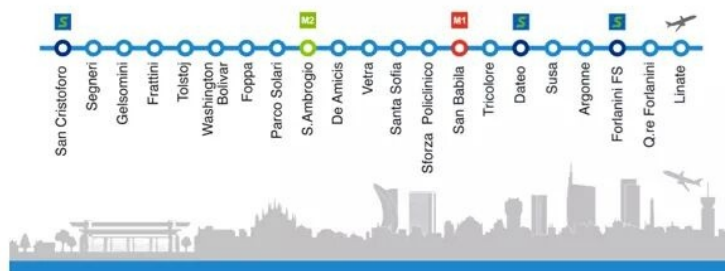 S
M2
M1
S
S
San Cristoforo
Segneri
Gelsomini
Frattini
Tolstoj
Washington
Bolivar
Foppa
Parco Solari
S.Ambrogio
De Amicis
Vetra
Santa Sofia
Sforza Policlinico
San Babila
Tricolore
Dateo
Susa
Argonne
Forlanini FS
Q.re Forlanini
Linate